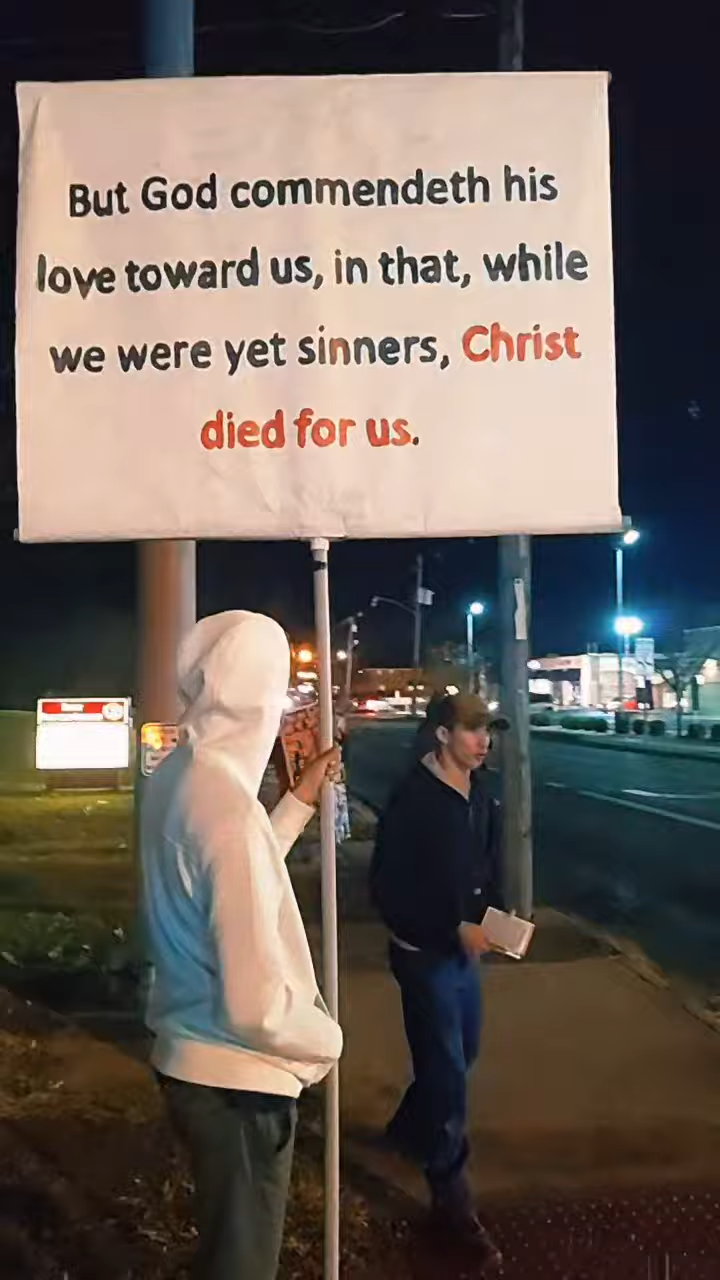 But God commendeth his
love toward us, in that, while
we were yet sinners, Christ
died for us.